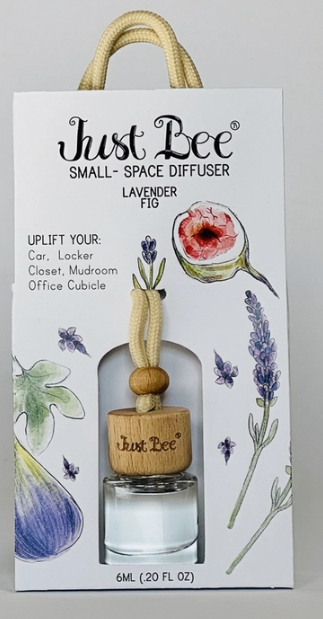 Just Bee®
SMALL- SPACE DIFFUSER
LAVENDER
FIG
UPLIFT YOUR:
Car, Locker
Closet, Mudroom
Office Cubicle
Just Bee®
6ML (.20 FL OZ)